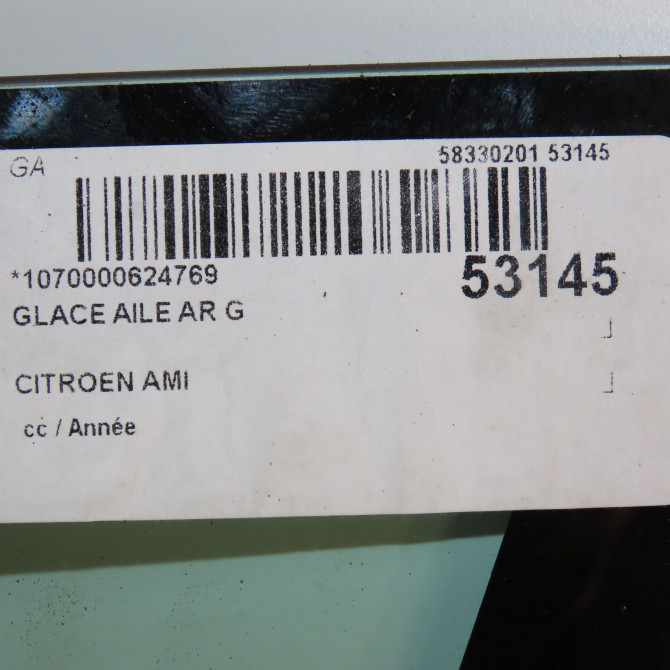 GA
58330201 53145
*1070000624769
53145
GLACE AILE AR G
CITROEN AMI
cc / Année